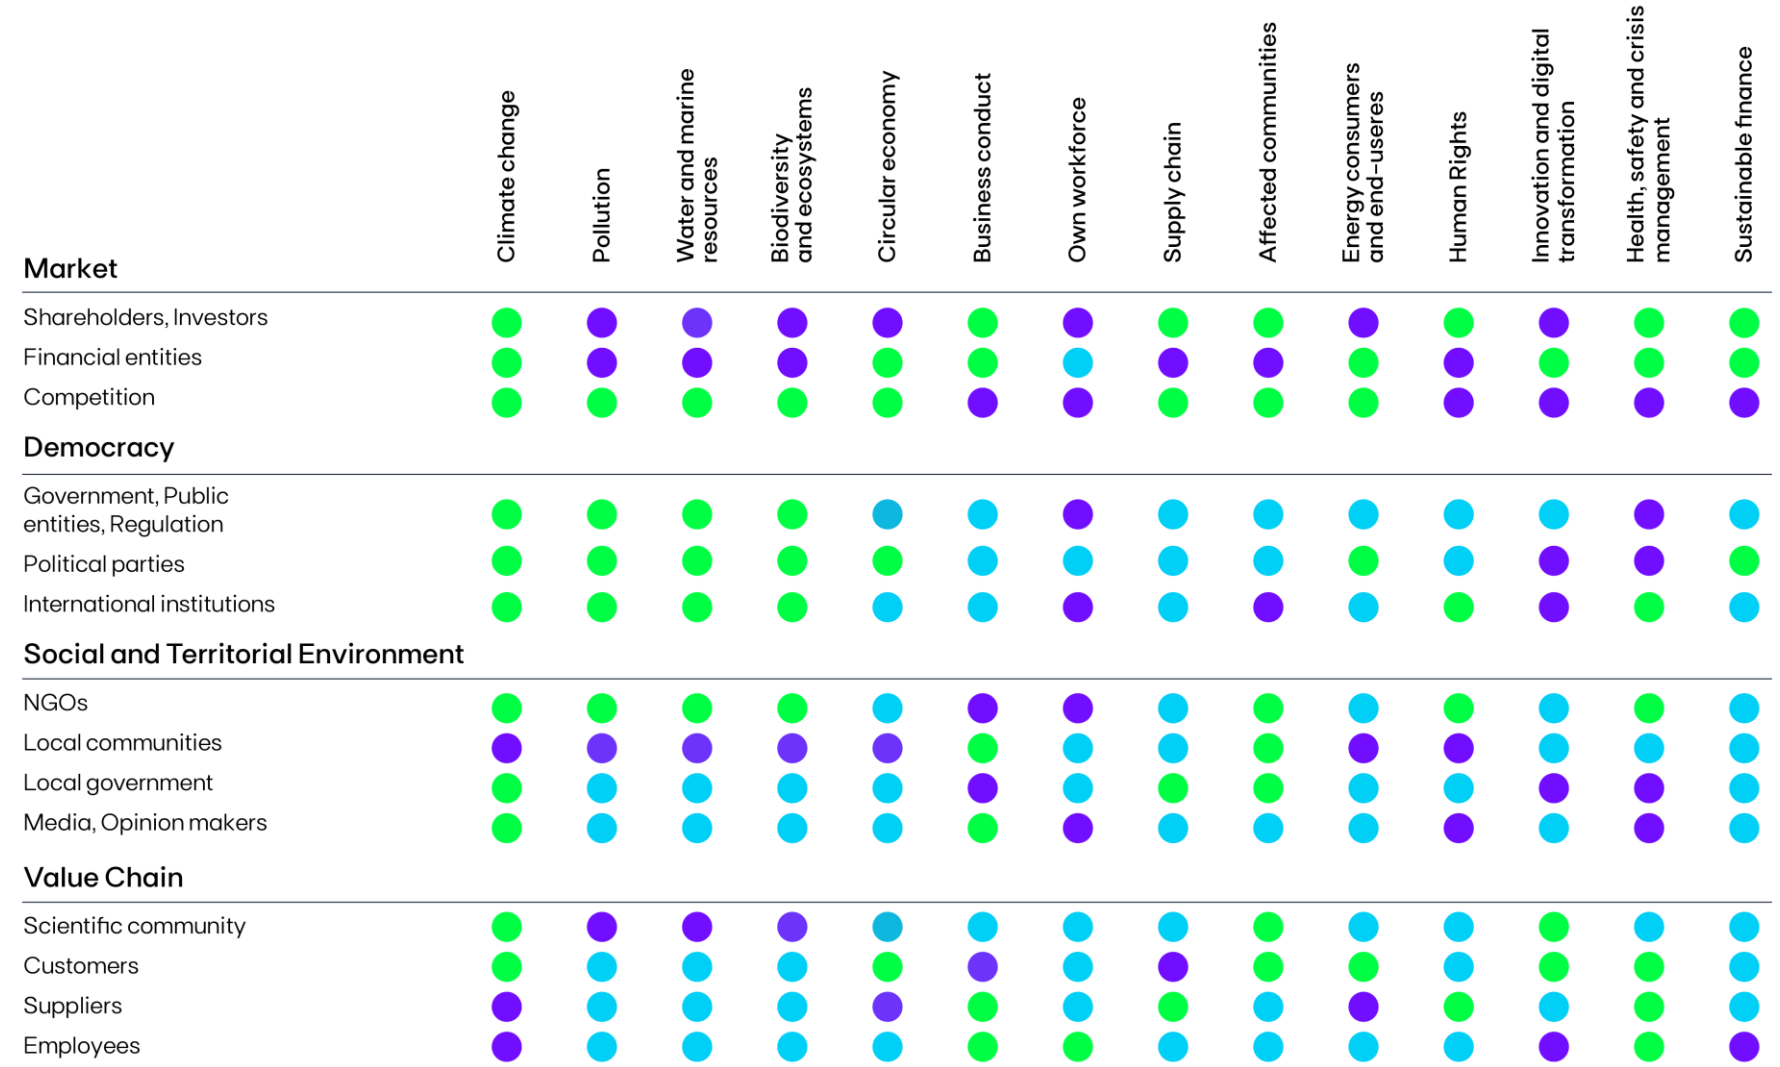 Climate change
Pollution
Water and marine
resources
Biodiversity
and ecosystems
Circular economy
Business conduct
Own workforce
Supply chain
Affected communities
Energy consumers
and end-useres
Human Rights
Innovation and digital
transformation
Health, safety and crisis
management
Sustainable finance
Market
Shareholders, Investors
Financial entities
Competition
Democracy
Government, Public
entities, Regulation
Political parties
International institutions
Social and Territorial Environment
NGOs
Local communities
Local government
Media, Opinion makers
Value Chain
Scientific community
Customers
Suppliers
Employees